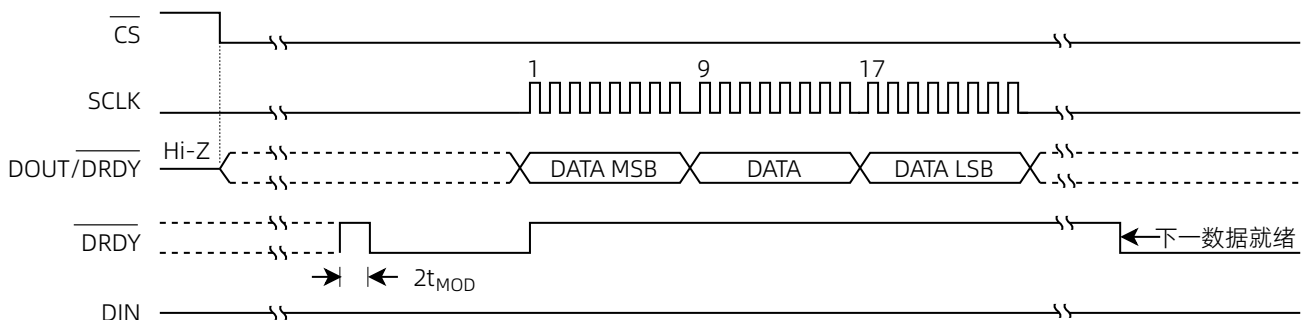 CS
1 9 17
SCLK
Hi-Z
DOUT/DRDY DATA MSB DATA DATA LSB
DRDY 下一数据就绪
2tMOD
DIN